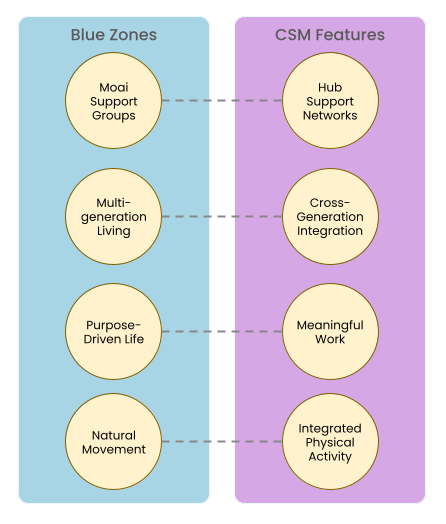 Blue Zones
CSM Features
Moai
Support
Groups
Hub
Support
Networks
Multi-
generation
Living
Cross-
Generation
Integration
Purpose-
Driven Life
Meaningful
Work
Natural
Movement
Integrated
Physical
Activity